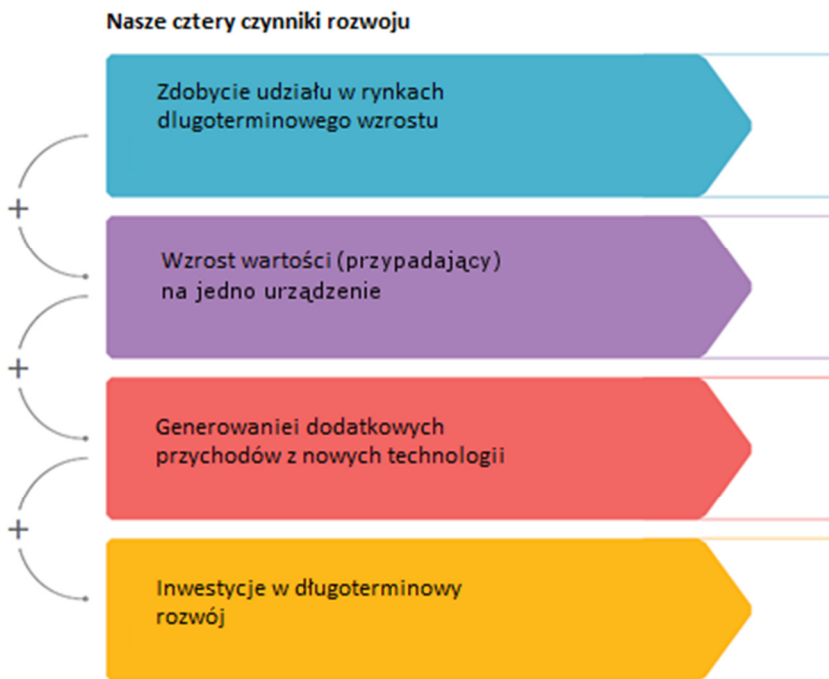 Nasze cztery czynniki rozwoju
Zdobycie udziału w rynkach
dlugoterminowego wzrostu
+
Wzrost wartości (przypadający)
na jedno urządzenie
+
Generowaniei dodatkowych
przychodów z nowych technologii
+
Inwestycje w długoterminowy
rozwój